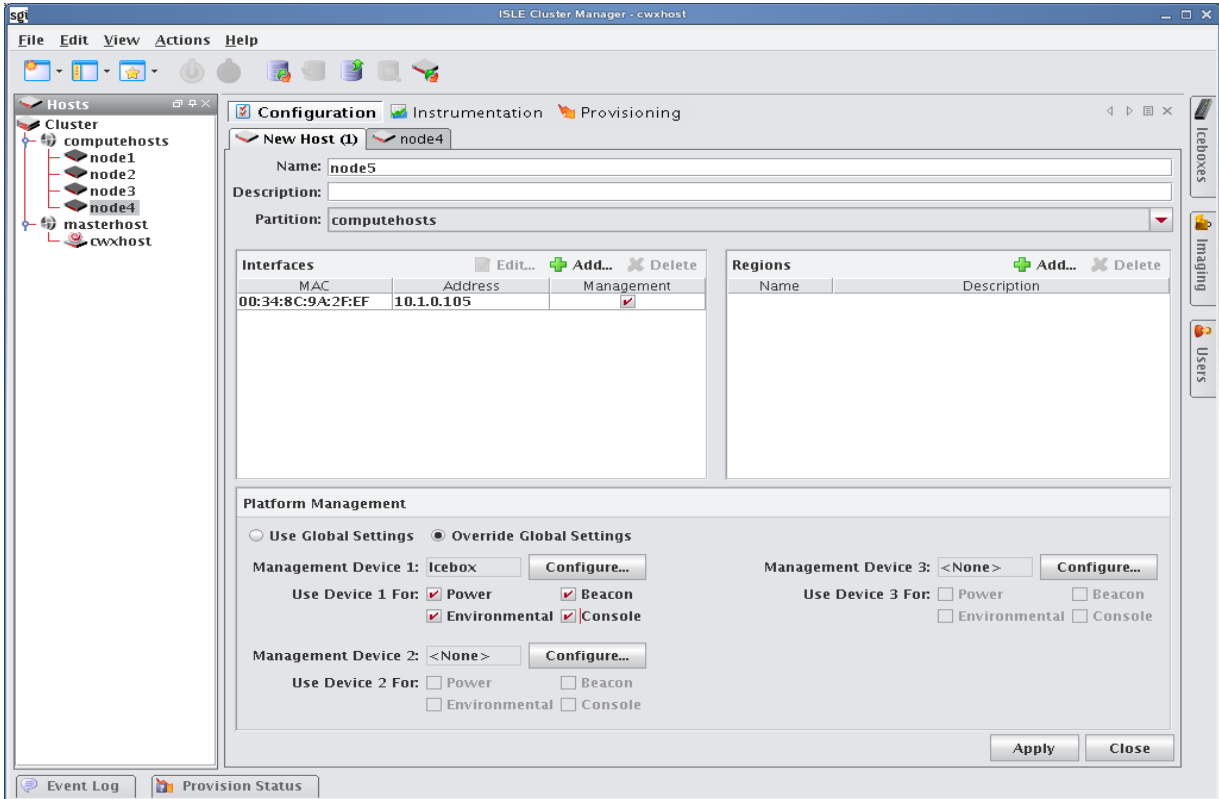 sgi ISLE Cluster Manager - cwxhost
File Edit View Actions Help
Hosts
Cluster
computehosts
node1
node2
node3
node4
masterhost
cwxhost
Configuration Instrumentation Provisioning
New Host (1) node4
Name: node5
Description:
Partition: computehosts
Interfaces Edit... Add... Delete
MAC Address Management
00:34:8C:9A:2F:EF 10.1.0.105
Regions Add... Delete
Name Description
Platform Management
Use Global Settings Override Global Settings
Management Device 1: Icebox Configure...
Use Device 1 For: Power Beacon
Environmental Console
Management Device 3: <None> Configure...
Use Device 3 For: Power Beacon
Environmental Console
Management Device 2: <None> Configure...
Use Device 2 For: Power Beacon
Environmental Console
Apply Close
Iceboxes
Imaging
Users
Event Log Provision Status